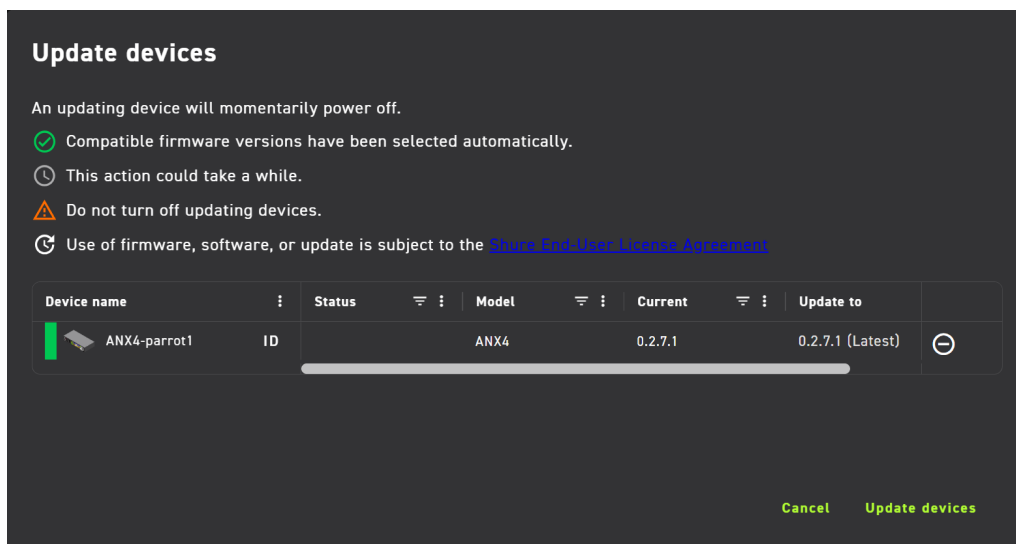 Update devices
An updating device will momentarily power off.
Compatible firmware versions have been selected automatically.
This action could take a while.
Do not turn off updating devices.
Use of firmware, software, or update is subject to the Shure End-User License Agreement
Device name Status Model Current Update to
ANX4-parrot1 ID ANX4 0.2.7.1 0.2.7.1 (Latest)
Cancel Update devices